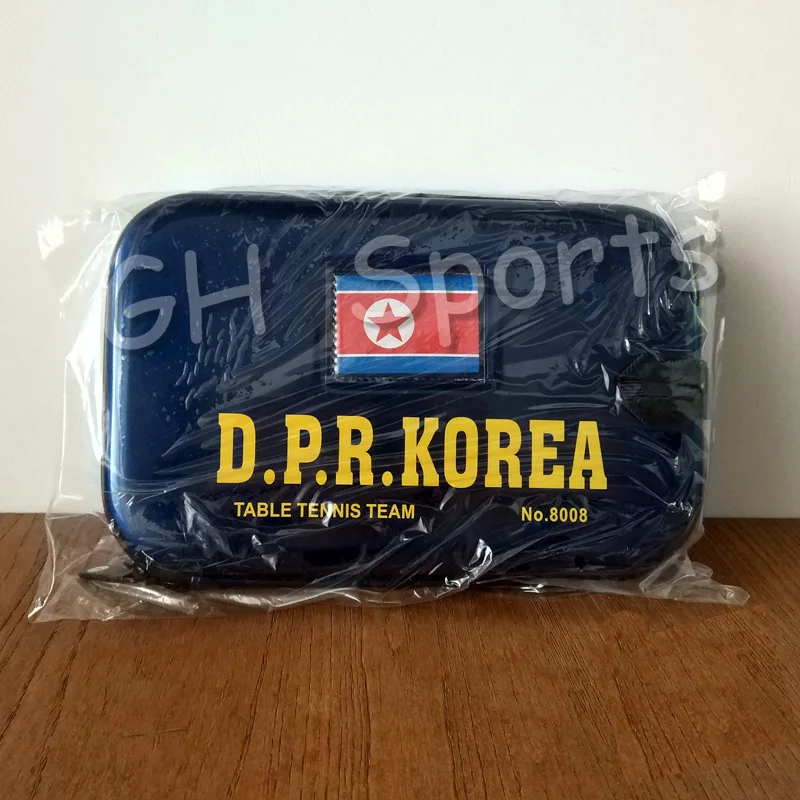 GH Sports
D.P.R.KOREA
TABLE TENNIS TEAM No.8008